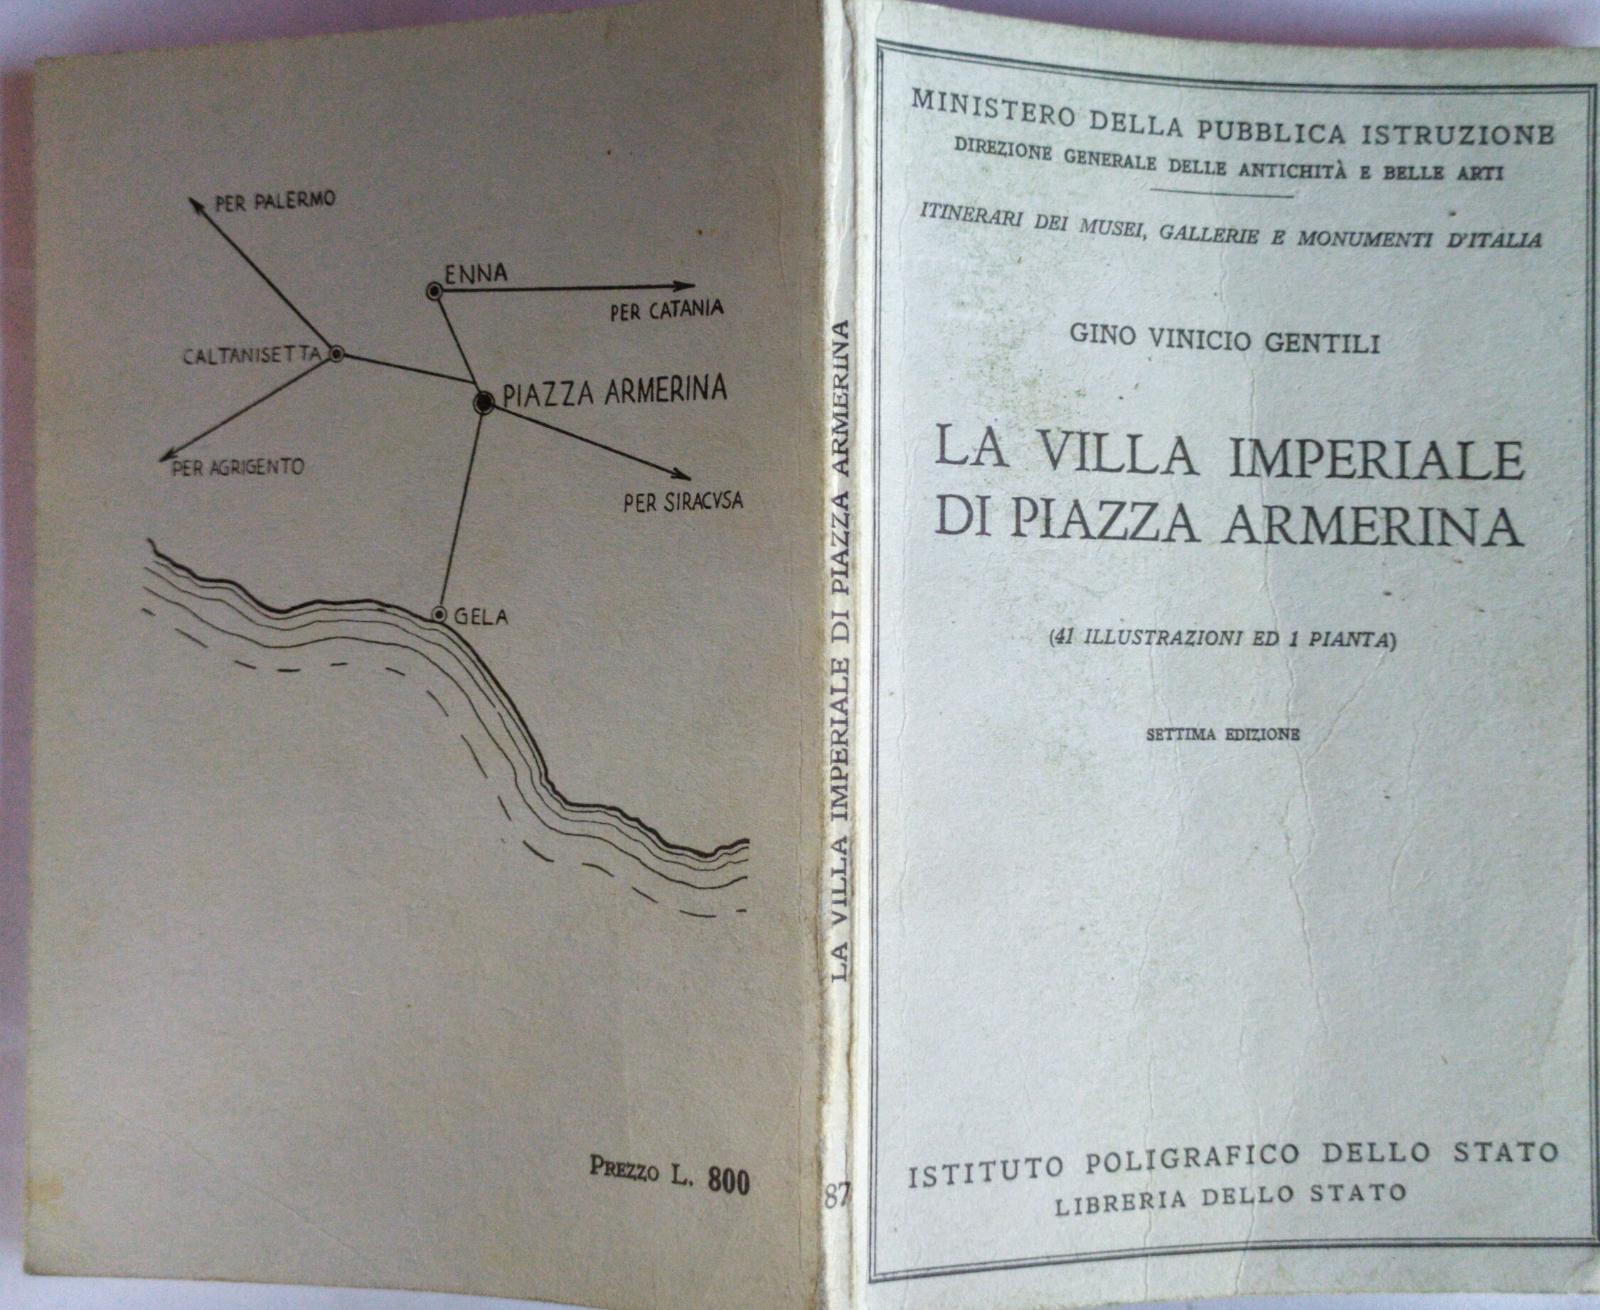 PER PALERMO
ENNA
PER CATANIA
CALTANISETTA
PIAZZA ARMERINA
PER AGRIGENTO
PER SIRACVSA
GELA
PREZZO L. 800
LA VILLA IMPERIALE DI PIAZZA ARMERINA
87
MINISTERO DELLA PUBBLICA ISTRUZIONE
DIREZIONE GENERALE DELLE ANTICHITÀ E BELLE ARTI
ITINERARI DEI MUSEI, GALLERIE E MONUMENTI D'ITALIA
GINO VINICIO GENTILI
LA VILLA IMPERIALE
DI PIAZZA ARMERINA
(41 ILLUSTRAZIONI ED 1 PIANTA)
SETTIMA EDIZIONE
ISTITUTO POLIGRAFICO DELLO STATO
LIBRERIA DELLO STATO